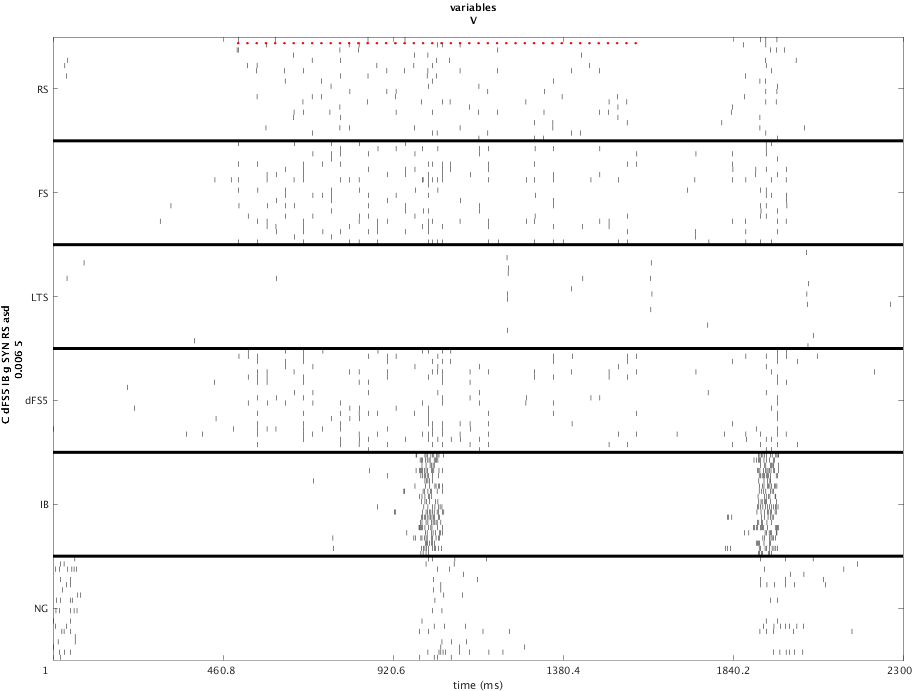 variables
V
RS
FS
LTS
dFS5
IB
NG
C dFS5 IB g SYN RS asd
0.006 5
1
460.8
920.6
1380.4
1840.2
2300
time (ms)